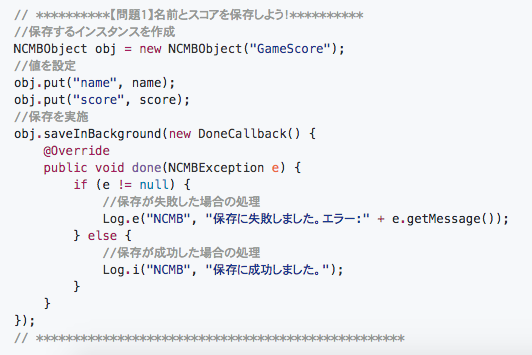 // **********【問題1】名前とスコアを保存しよう!**********
//保存するインスタンスを作成
NCMBObject obj = new NCMBObject("GameScore");
//値を設定
obj.put("name", name);
obj.put("score", score);
//保存を実施
obj.saveInBackground(new DoneCallback() {
@Override
public void done(NCMBException e) {
if (e != null) {
//保存が失敗した場合の処理
Log.e("NCMB", "保存に失敗しました。エラー:" + e.getMessage());
} else {
//保存が成功した場合の処理
Log.i("NCMB", "保存に成功しました。");
}
}
});
// **************************************************